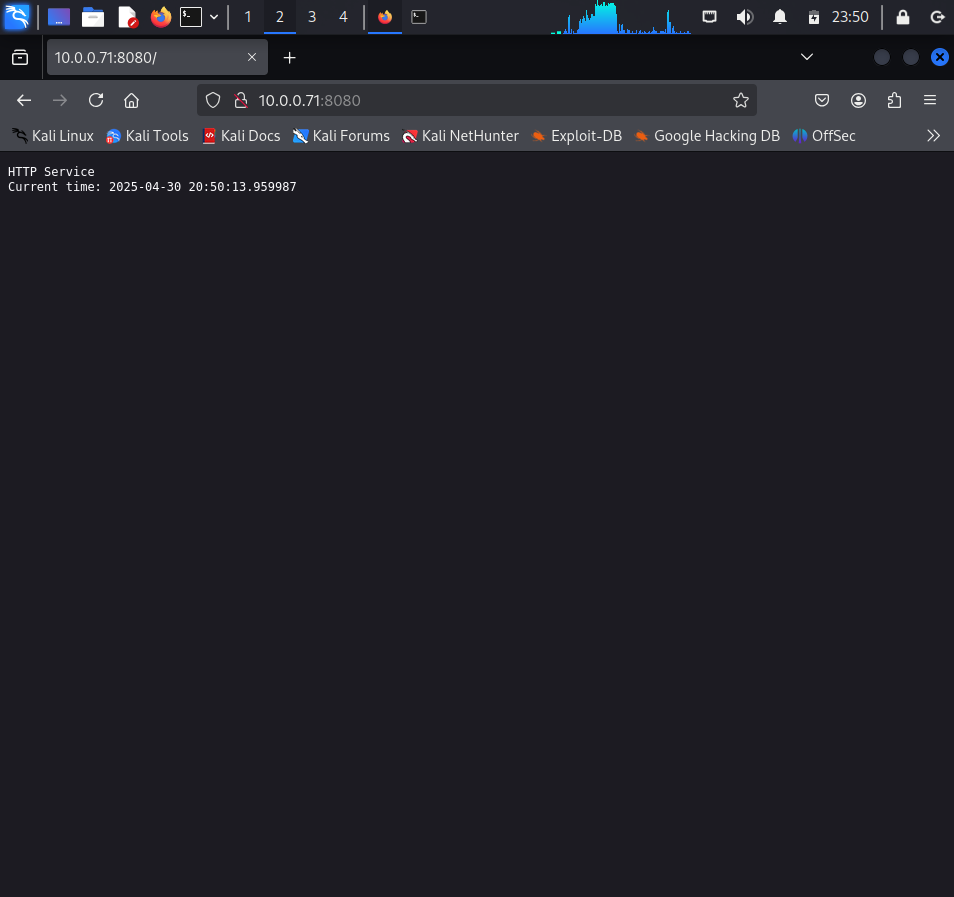 1 2 3 4 23:50
10.0.0.71:8080/
10.0.0.71:8080
Kali Linux Kali Tools Kali Docs Kali Forums Kali NetHunter Exploit-DB Google Hacking DB OffSec
HTTP Service
Current time: 2025-04-30 20:50:13.959987